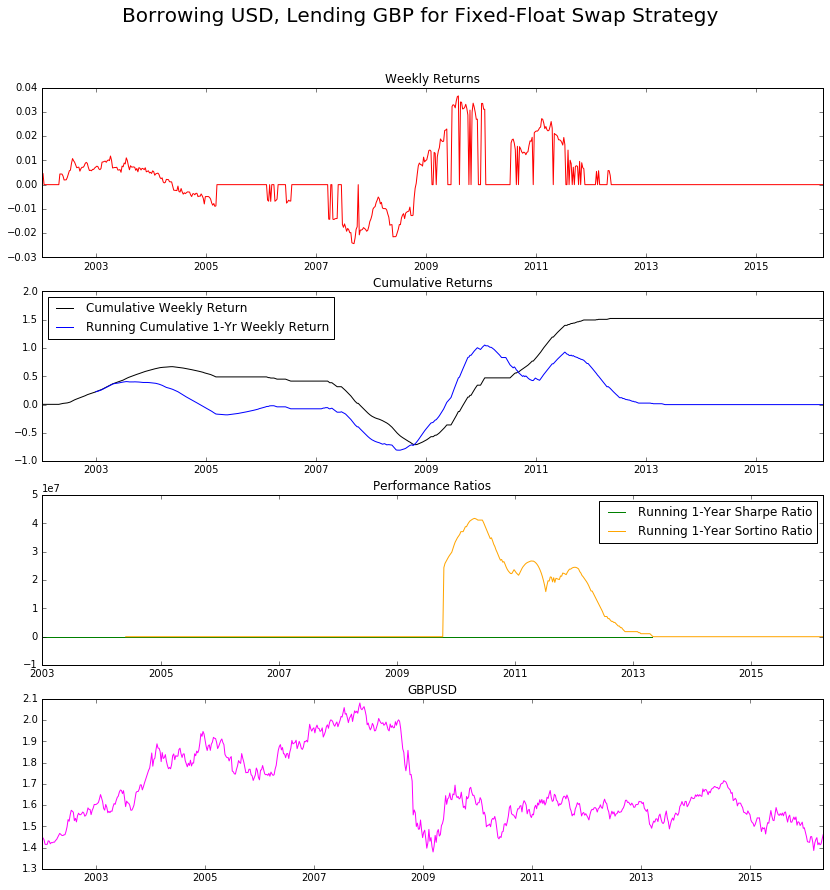 Borrowing USD, Lending GBP for Fixed-Float Swap Strategy
Weekly Returns
0.04
0.03
0.02
0.01
0.00
−0.01
−0.02
−0.03
2003 2005 2007 2009 2011 2013 2015
Cumulative Returns
2.0
1.5
1.0
0.5
0.0
−0.5
−1.0
Cumulative Weekly Return
Running Cumulative 1-Yr Weekly Return
2003 2005 2007 2009 2011 2013 2015
Performance Ratios
1e7
5
4
3
2
1
0
−1
Running 1-Year Sharpe Ratio
Running 1-Year Sortino Ratio
2003 2005 2007 2009 2011 2013 2015
GBPUSD
2.1
2.0
1.9
1.8
1.7
1.6
1.5
1.4
1.3
2003 2005 2007 2009 2011 2013 2015